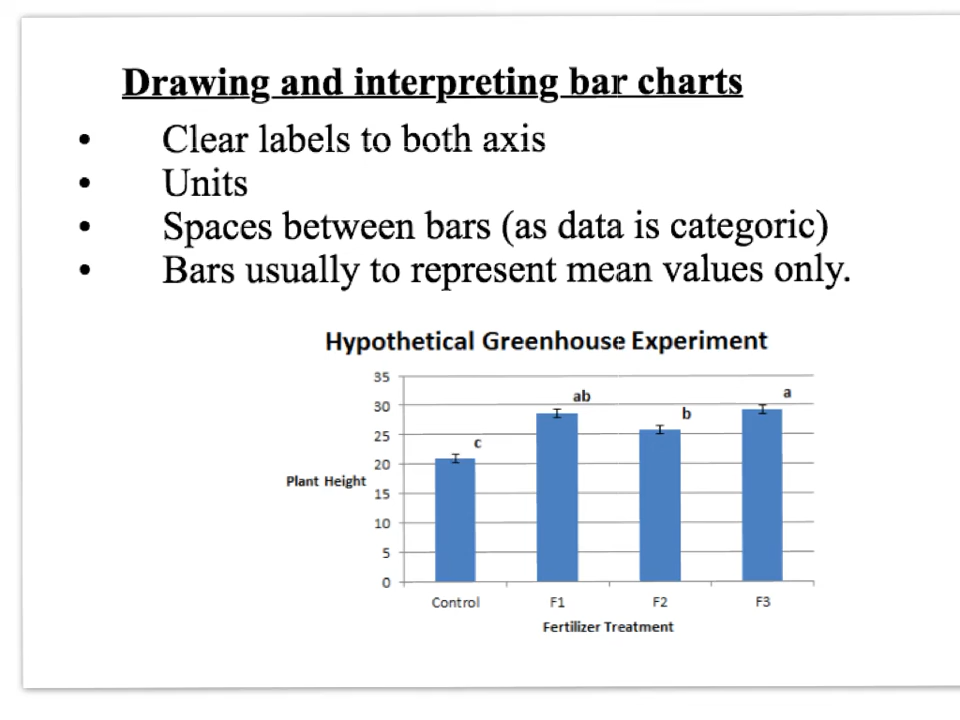 Drawing and interpreting bar charts
• Clear labels to both axis
• Units
• Spaces between bars (as data is categoric)
• Bars usually to represent mean values only.
Hypothetical Greenhouse Experiment
35
30
25
20
15
10
5
0
Plant Height
c
ab
b
a
Control F1 F2 F3
Fertilizer Treatment